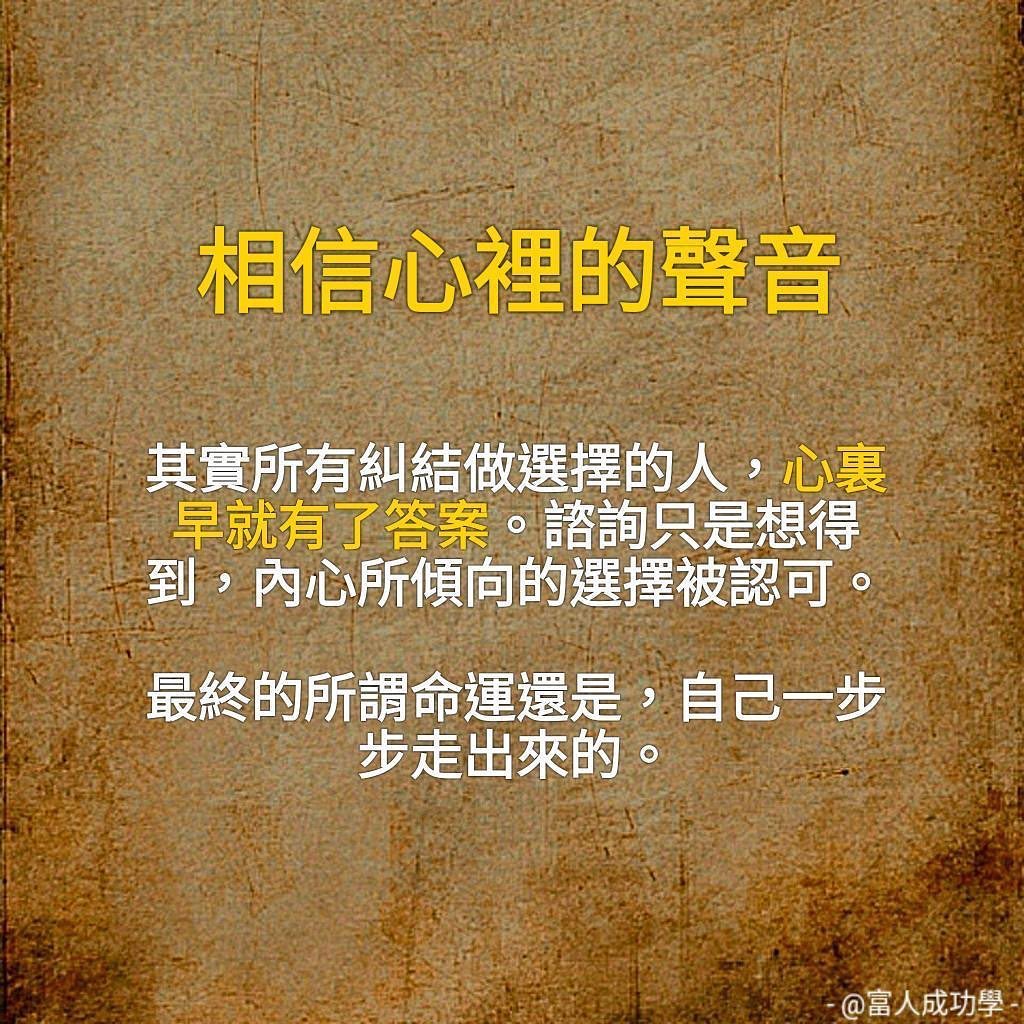 相信心裡的聲音
其實所有糾結做選擇的人，心裏
早就有了答案。諮詢只是想得
到，內心所傾向的選擇被認可。
最終的所謂命運還是，自己一步
步走出來的。
- @富人成功學 -